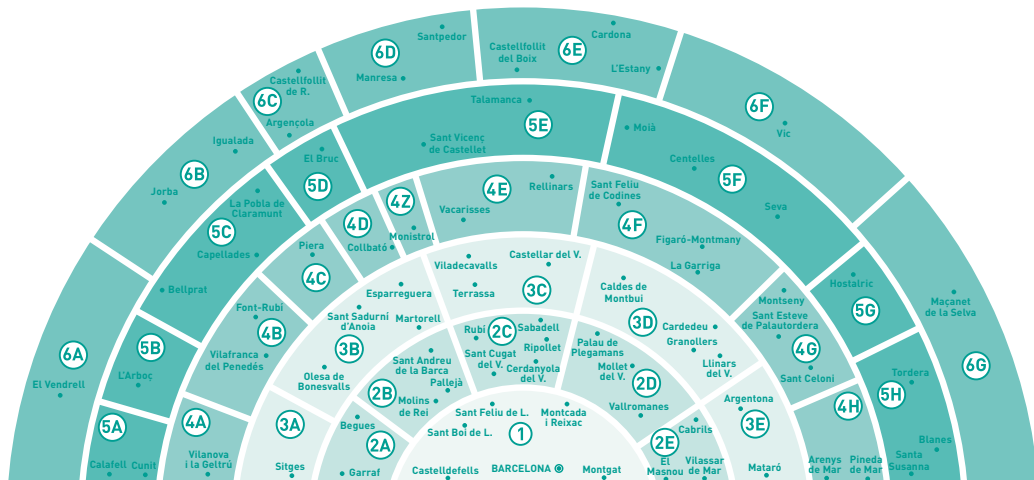 Santpedor
6D
Manresa
Cardona
Castellfollit
del Boix
6E
L'Estany
Castellfollit
de R.
6C
Argençola
6F
Vic
Igualada
6B
Jorba
Talamanca
5E
Sant Vicenç
de Castellet
Moià
Centelles
5F
Seva
El Bruc
5D
La Pobla de
Claramunt
5C
Capellades
Bellprat
4Z
Monistrol
4D
Collbató
4E
Rellinars
Vacarisses
Sant Feliu
de Codines
4F
Figaró-Montmany
La Garriga
Piera
4C
Viladecavalls
Castellar del V.
Terrassa
3C
Caldes de
Montbui
3D
Cardedeu
Granollers
Llinars
del V.
Montseny
Sant Esteve
de Palautordera
4G
Sant Celoni
Hostalric
5G
Maçanet
de la Selva
6G
Esparreguera
Sant Sadurní
d'Anoia
Martorell
3B
Olesa de
Bonesvalls
Font-Rubí
4B
Vilafranca
del Penedés
5B
L'Arboç
6A
El Vendrell
Rubí
2C
Sabadell
Ripollet
Sant Cugat
del V.
Cerdanyola
del V.
Palau de
Plegamans
Mollet
del V.
2D
Vallromanes
Sant Andreu
de la Barca
Pallejà
2B
Molins
de Rei
Tordera
5H
Blanes
Santa
Susanna
4H
Arenys
de Mar
Pineda
de Mar
Argentona
3E
Mataró
Cabrils
2E
El
Masnou
Vilassar
de Mar
Sant Feliu de L.
Montcada
i Reixac
Sant Boi de L.
1
Castelldefells
BARCELONA
Montgat
Begues
2A
Garraf
3A
Sitges
4A
Vilanova
i la Geltrú
5A
Calafell
Cunit